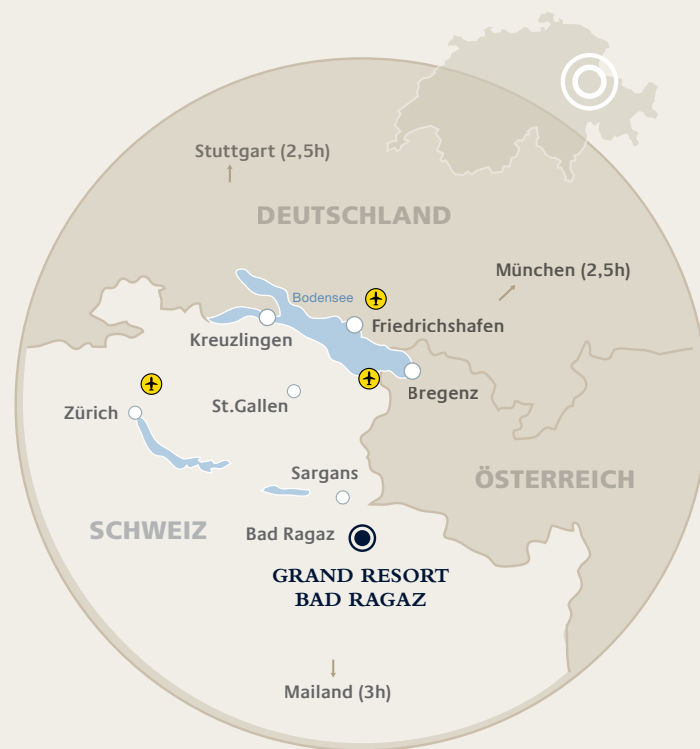 Stuttgart (2,5h)
DEUTSCHLAND
München (2,5h)
Bodensee
Friedrichshafen
Kreuzlingen
Bregenz
St.Gallen
Zürich
Sargans
ÖSTERREICH
SCHWEIZ
Bad Ragaz
GRAND RESORT
BAD RAGAZ
Mailand (3h)